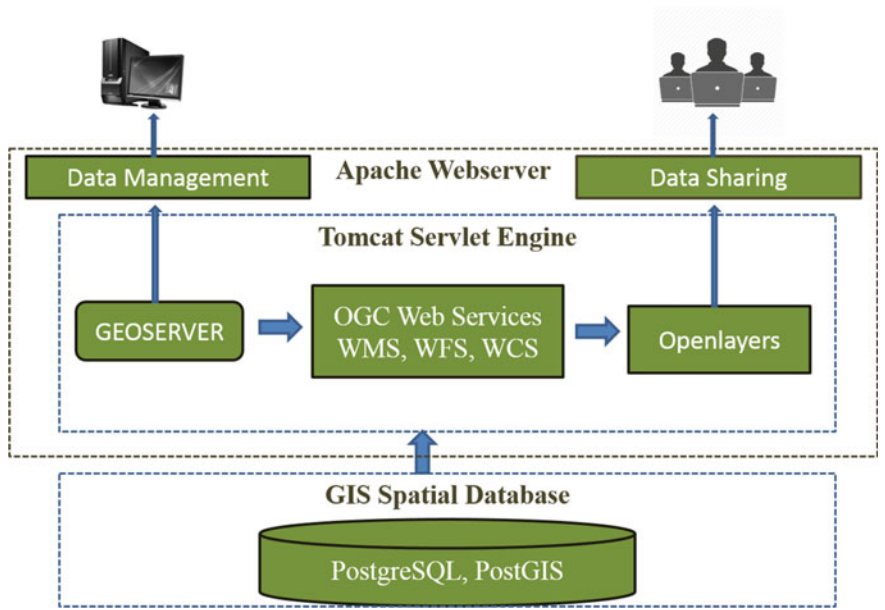 Data Management
Apache Webserver
Data Sharing
Tomcat Servlet Engine
GEOSERVER
OGC Web Services
WMS, WFS, WCS
Openlayers
GIS Spatial Database
PostgreSQL, PostGIS